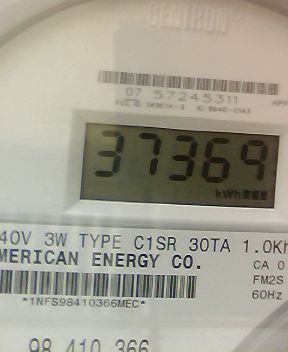 CENTRON
07 57245311
37369
kWh
40V 3W TYPE C1SR 30TA 1.0Kh
MERICAN ENERGY CO.
CA 0
FM2S
60Hz
*1NFS98410366MEC*
98 410 366